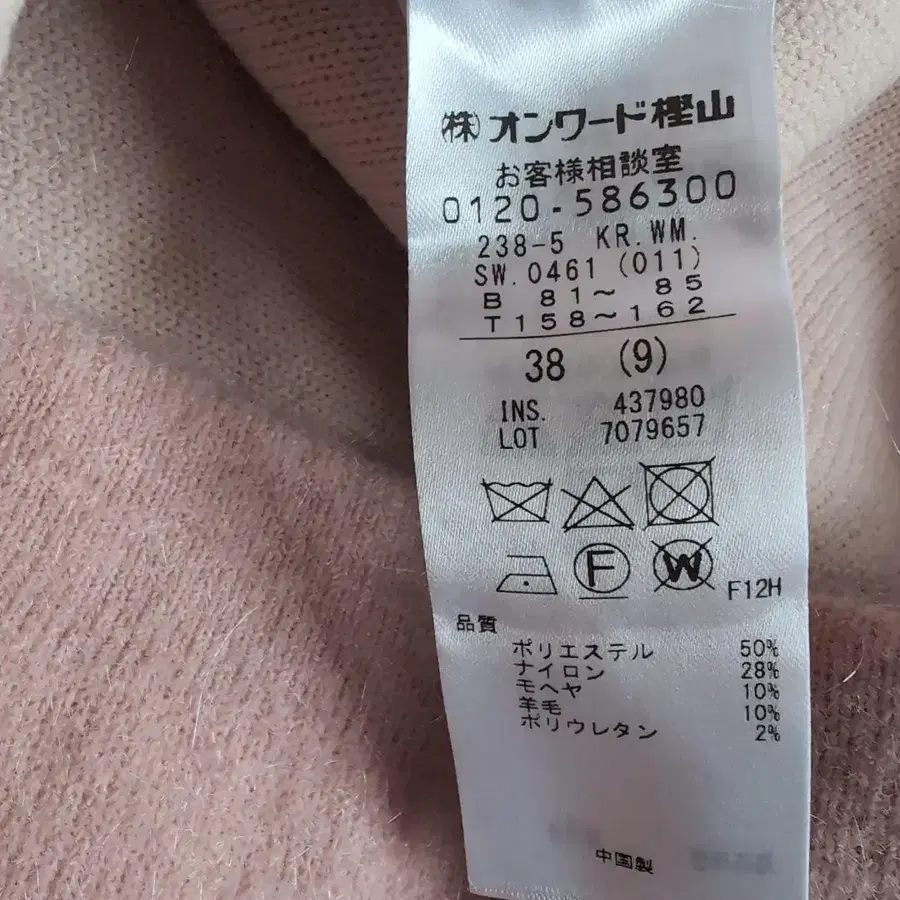 ㈱オンワード樫山
お客様相談室
0120-586300
238-5 KR.WM.
SW.0461 (011)
B 81～ 85
T158～162
38 (9)
INS. 437980
LOT 7079657
F
W
F12H
品質
ポリエステル 50%
ナイロン 28%
モヘヤ 10%
羊毛 10%
ポリウレタン 2%
中国製